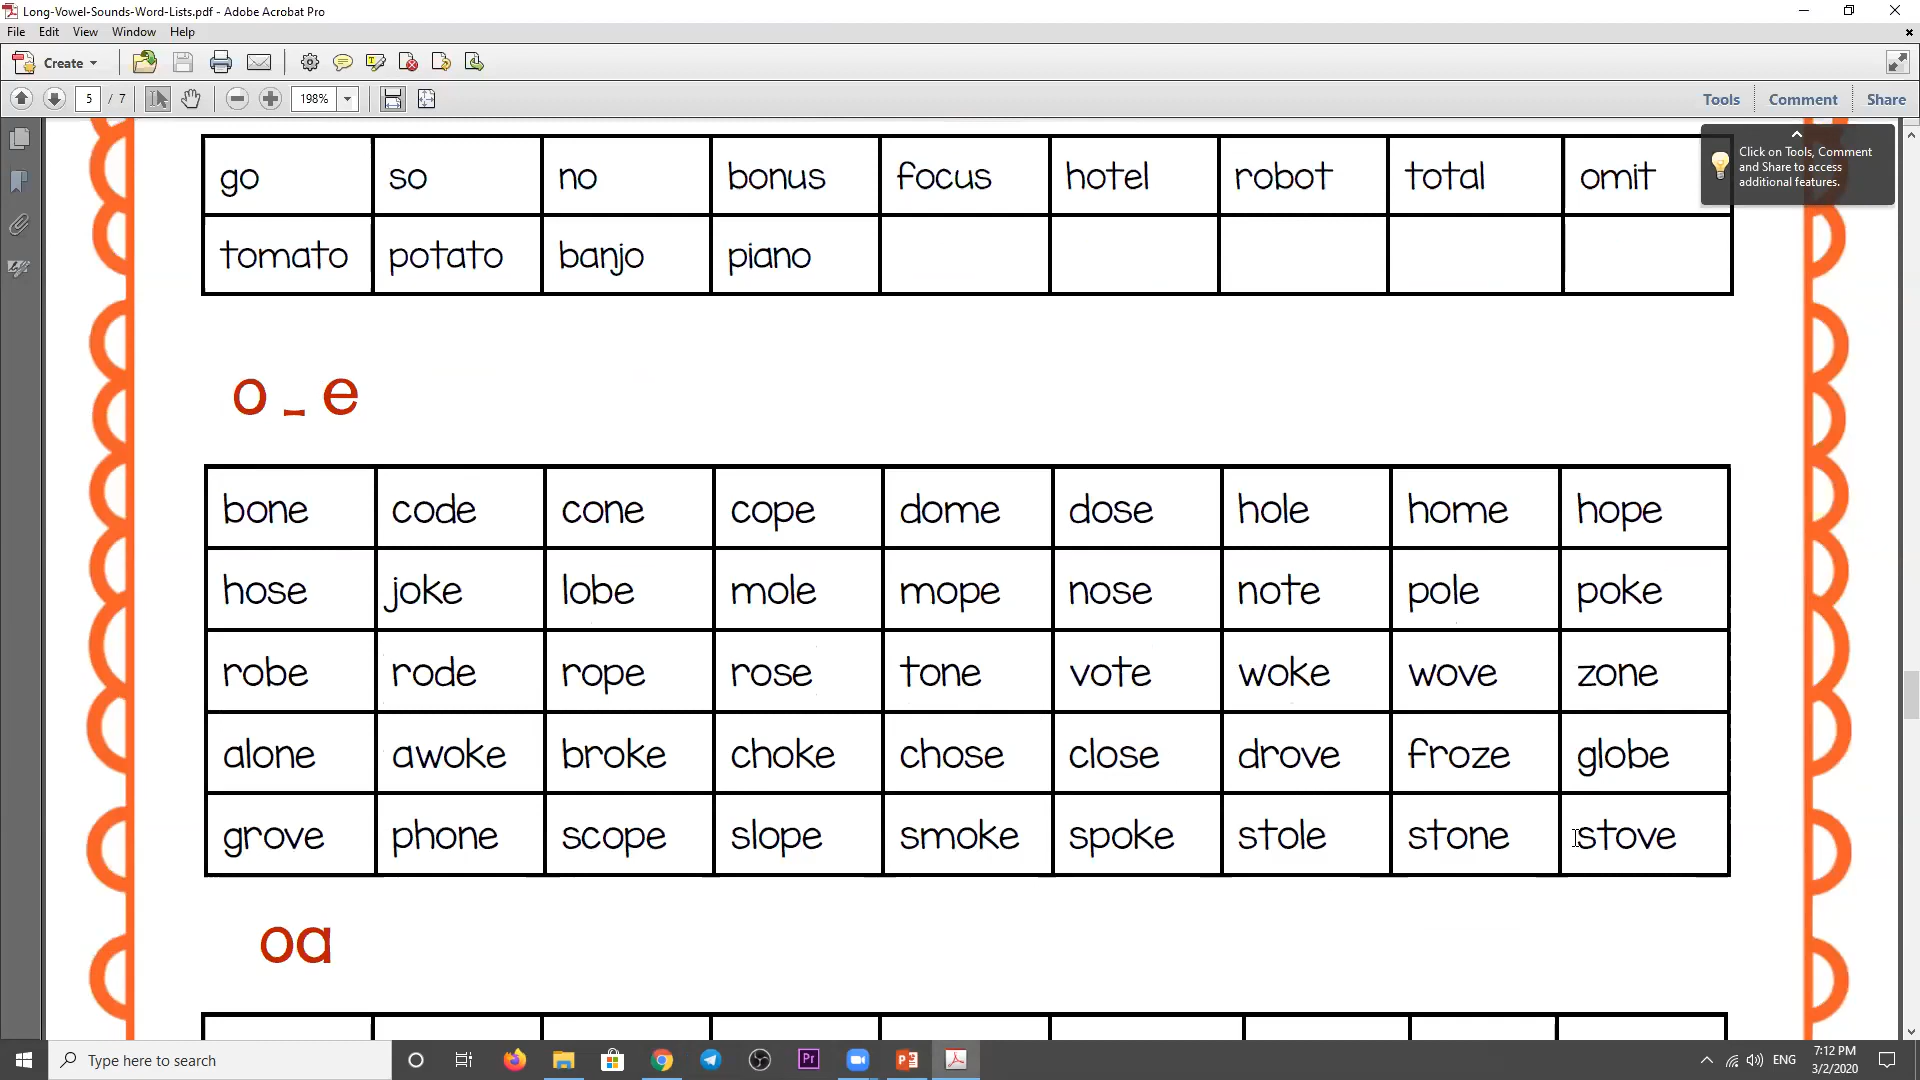 Long-Vowel-Sounds-Word-Lists.pdf - Adobe Acrobat Pro
File Edit View Window Help
Create
5 / 7 198% Tools Comment Share
Click on Tools, Comment
and Share to access
additional features.
go so no bonus focus hotel robot total omit
tomato potato banjo piano
o _ e
bone code cone cope dome dose hole home hope
hose joke lobe mole mope nose note pole poke
robe rode rope rose tone vote woke wove zone
alone awoke broke choke chose close drove froze globe
grove phone scope slope smoke spoke stole stone stove
oa
Type here to search
Pr
ENG
7:12 PM
3/2/2020